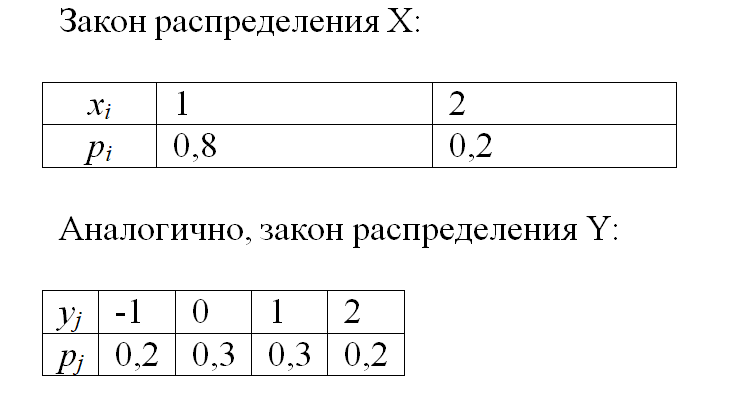 Закон распределения X:
xi 1 2
pi 0,8 0,2
Аналогично, закон распределения Y:
yj -1 0 1 2
pj 0,2 0,3 0,3 0,2